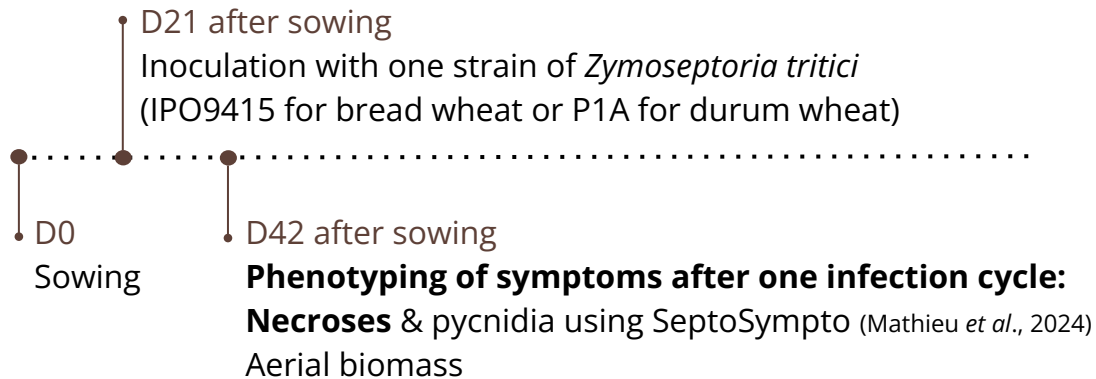 D21 after sowing
Inoculation with one strain of Zymoseptoria tritici
(IPO9415 for bread wheat or P1A for durum wheat)
D0
Sowing
D42 after sowing
Phenotyping of symptoms after one infection cycle:
Necroses & pycnidia using SeptoSympto (Mathieu et al., 2024)
Aerial biomass